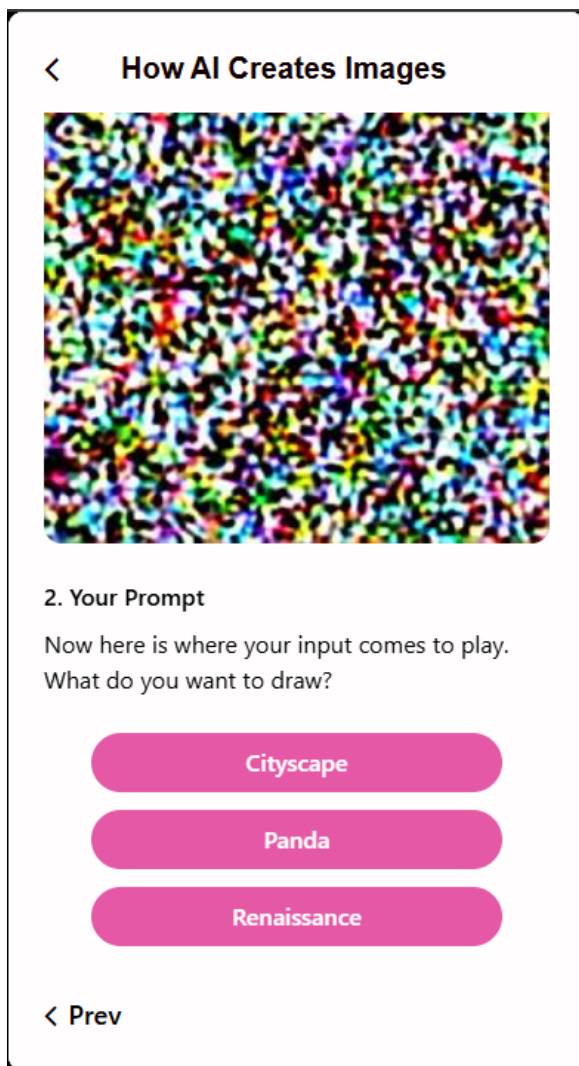 How AI Creates Images
2. Your Prompt
Now here is where your input comes to play.
What do you want to draw?
Cityscape
Panda
Renaissance
Prev